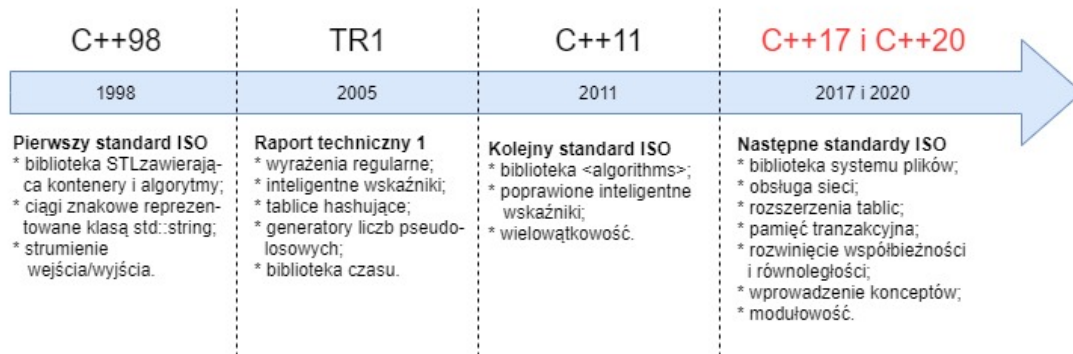 C++98
TR1
C++11
C++17 i C++20
1998
2005
2011
2017 i 2020
Pierwszy standard ISO
* biblioteka STLzawierają-
ca kontenery i algorytmy;
* ciągi znakowe reprezen-
towane klasą std::string;
* strumienie
wejścia/wyjścia.
Raport techniczny 1
* wyrażenia regularne;
* inteligentne wskaźniki;
* tablice hashujące;
* generatory liczb pseudo-
losowych;
* biblioteka czasu.
Kolejny standard ISO
* biblioteka <algorithms>;
* poprawione inteligentne
wskaźniki;
* wielowątkowość.
Następne standardy ISO
* biblioteka systemu plików;
* obsługa sieci;
* rozszerzenia tablic;
* pamięć tranzakcyjna;
* rozwinięcie współbieżności
i równoległości;
* wprowadzenie konceptów;
* modułowość.